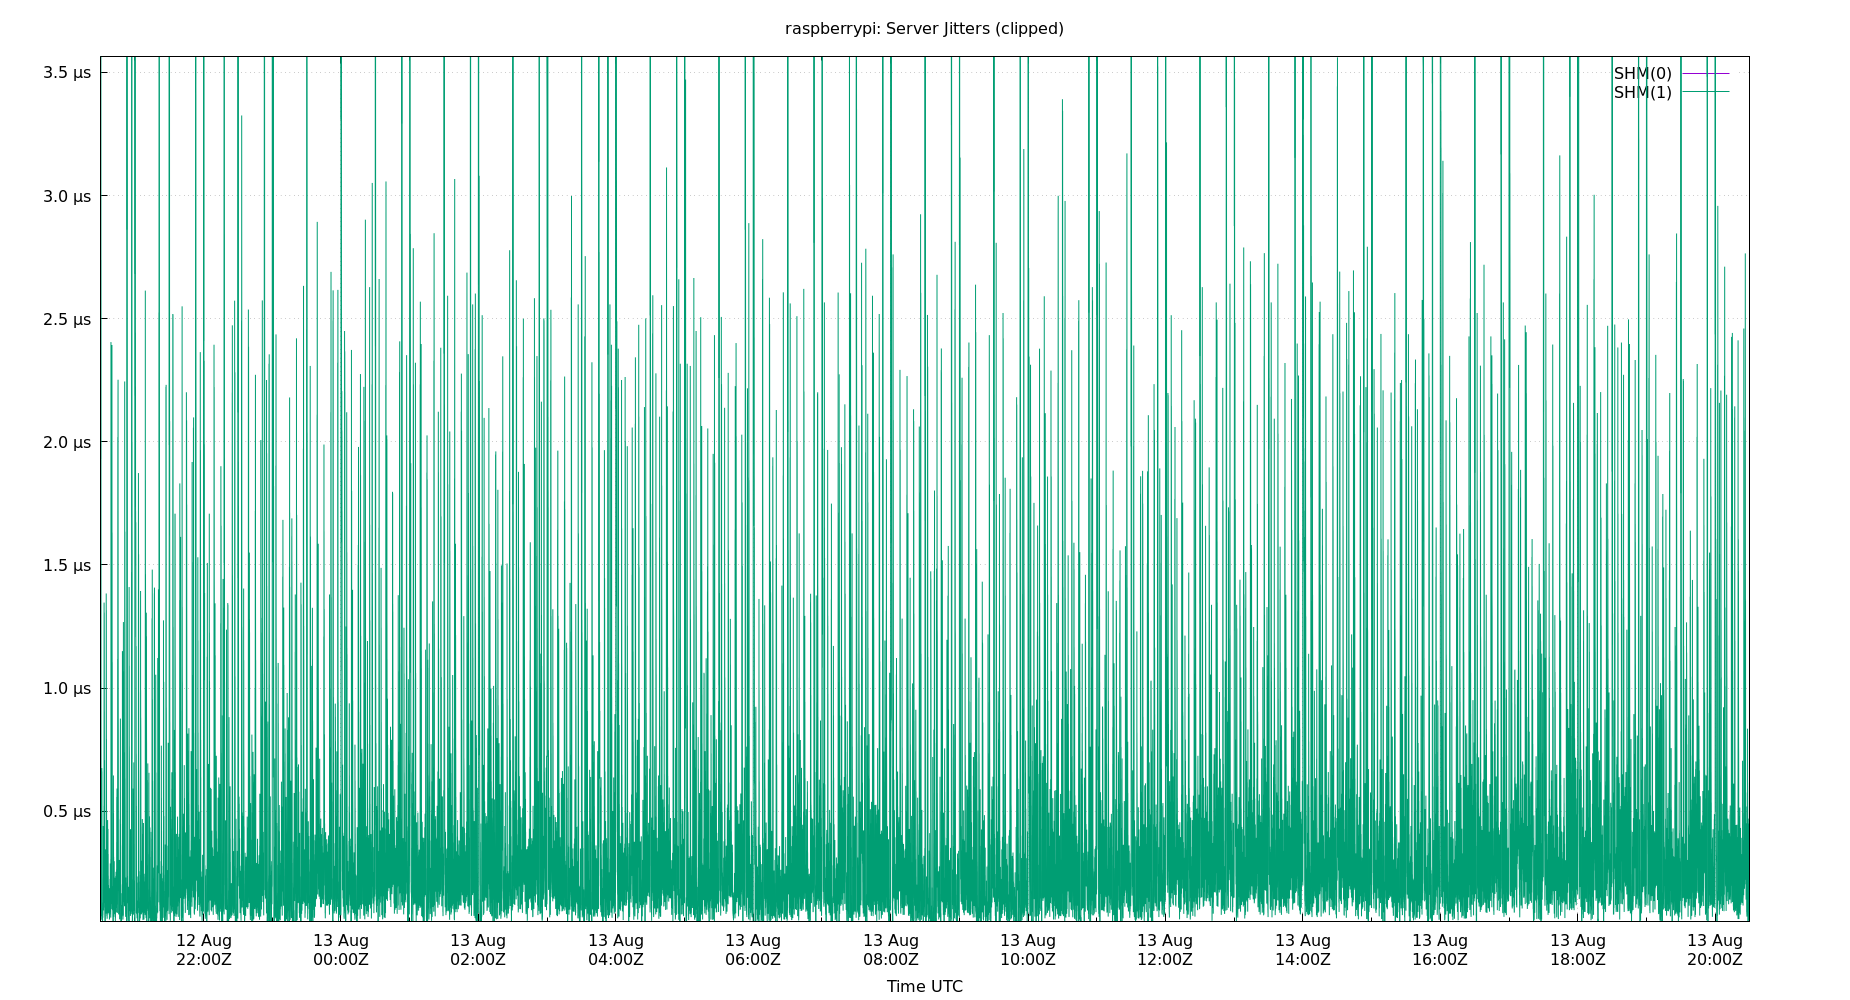 raspberrypi: Server Jitters (clipped)
3.5 μs
SHM(0)
SHM(1)
3.0 μs
2.5 μs
2.0 μs
1.5 μs
1.0 μs
0.5 μs
12 Aug 13 Aug 13 Aug 13 Aug 13 Aug 13 Aug 13 Aug 13 Aug 13 Aug 13 Aug 13 Aug 13 Aug
22:00Z 00:00Z 02:00Z 04:00Z 06:00Z 08:00Z 10:00Z 12:00Z 14:00Z 16:00Z 18:00Z 20:00Z
Time UTC